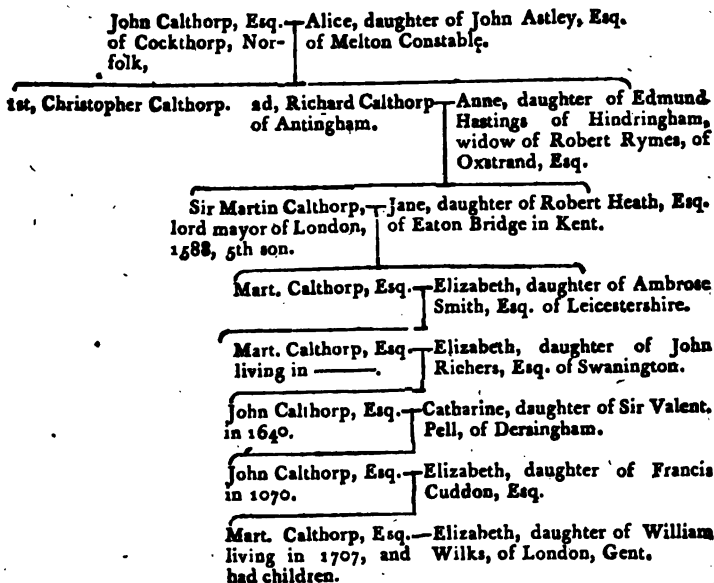 John Calthorp, Esq. Alice, daughter of John Astley, Esq.
of Cockthorp, Nor- of Melton Constable.
folk,
1st, Christopher Calthorp. 2d, Richard Calthorp Anne, daughter of Edmund
of Antingham. Hastings of Hindringham,
widow of Robert Rymes, of
Oxstrand, Esq.
Sir Martin Calthorp, Jane, daughter of Robert Heath, Esq.
lord mayor of London, of Eaton Bridge in Kent.
1588, 5th son.
Mart. Calthorp, Esq. Elizabeth, daughter of Ambrose
Smith, Esq. of Leicestershire.
Mart. Calthorp, Esq Elizabeth, daughter of John
living in ———. Richers, Esq. of Swanington.
John Calthorp, Esq. Catharine, daughter of Sir Valent.
in 1640. Pell, of Dersingham.
John Calthorp, Esq. Elizabeth, daughter of Francis
in 1070. Cuddon, Esq.
Mart. Calthorp, Esq.—Elizabeth, daughter of William
living in 1707, and Wilks, of London, Gent.
had children.